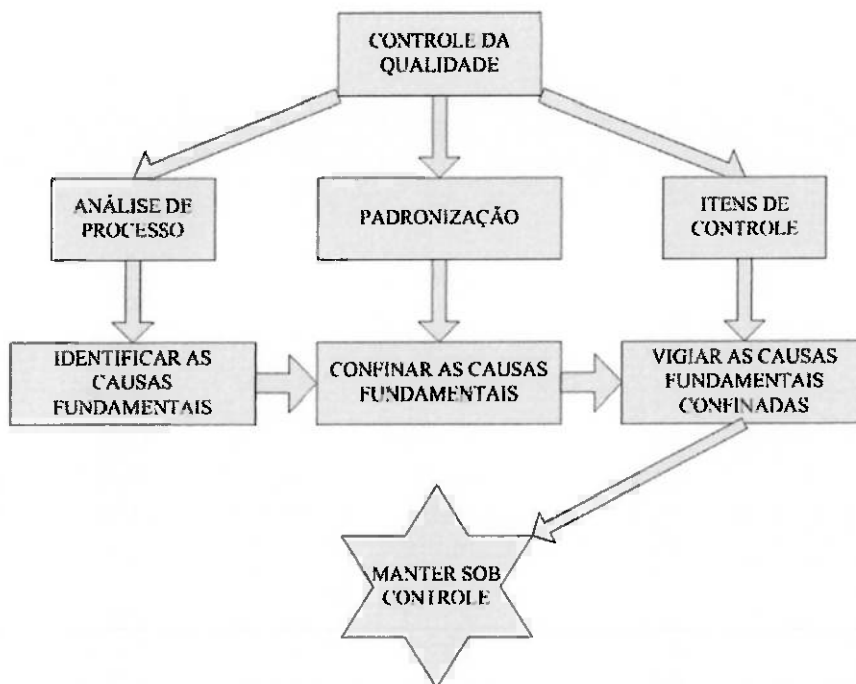 CONTROLE DA
QUALIDADE
ANÁLISE DE
PROCESSO
PADRONIZAÇÃO
ITENS DE
CONTROLE
IDENTIFICAR AS
CAUSAS
FUNDAMENTAIS
CONFINAR AS CAUSAS
FUNDAMENTAIS
VIGIAR AS CAUSAS
FUNDAMENTAIS
CONFINADAS
MANTER SOB
CONTROLE